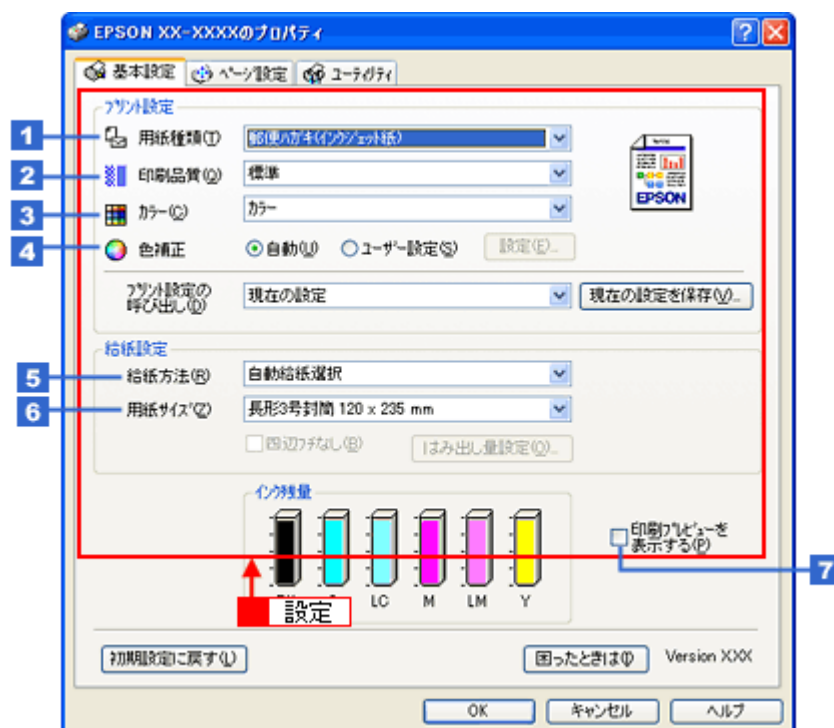 EPSON XX-XXXXのプロパティ
基本設定
ページ設定
ユーティリティ
プリント設定
1 用紙種類(T) 郵便ハガキ(インクジェット紙)
EPSON
2 印刷品質(Q) 標準
3 カラー(C) カラー
4 色補正 自動(U) ユーザー設定(S) 設定(E)...
プリント設定の
呼び出し(D)
現在の設定 現在の設定を保存(V)...
給紙設定
5 給紙方法(R) 自動給紙選択
6 用紙サイズ(Z) 長形3号封筒 120 x 235 mm
四辺フチなし(B) はみ出し量設定(O)...
インク残量
印刷プレビューを
表示する(P)
7
LC M LM Y
設定
初期設定に戻す(L) 困ったときは(I) Version XXX
OK キャンセル ヘルプ